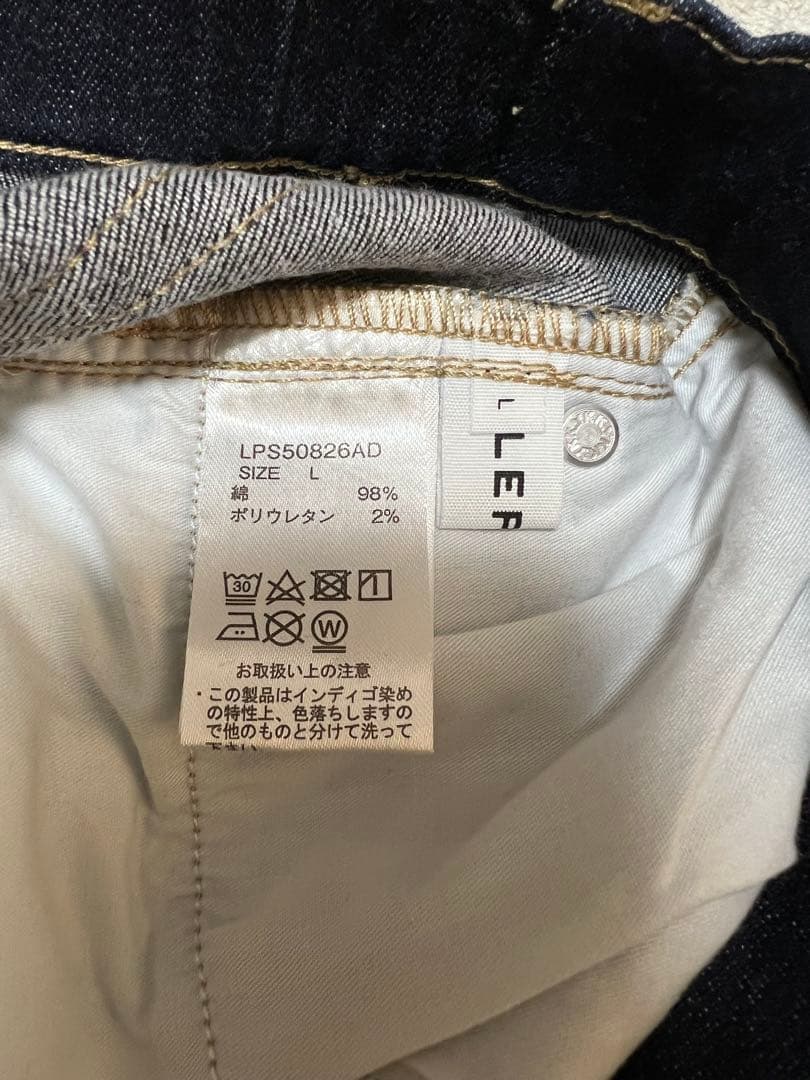 LPS50826AD
SIZE L
綿 98%
ポリウレタン 2%
30
W
お取扱い上の注意
・この製品はインディゴ染め
の特性上、色落ちしますの
で他のものと分けて洗って
L
LER